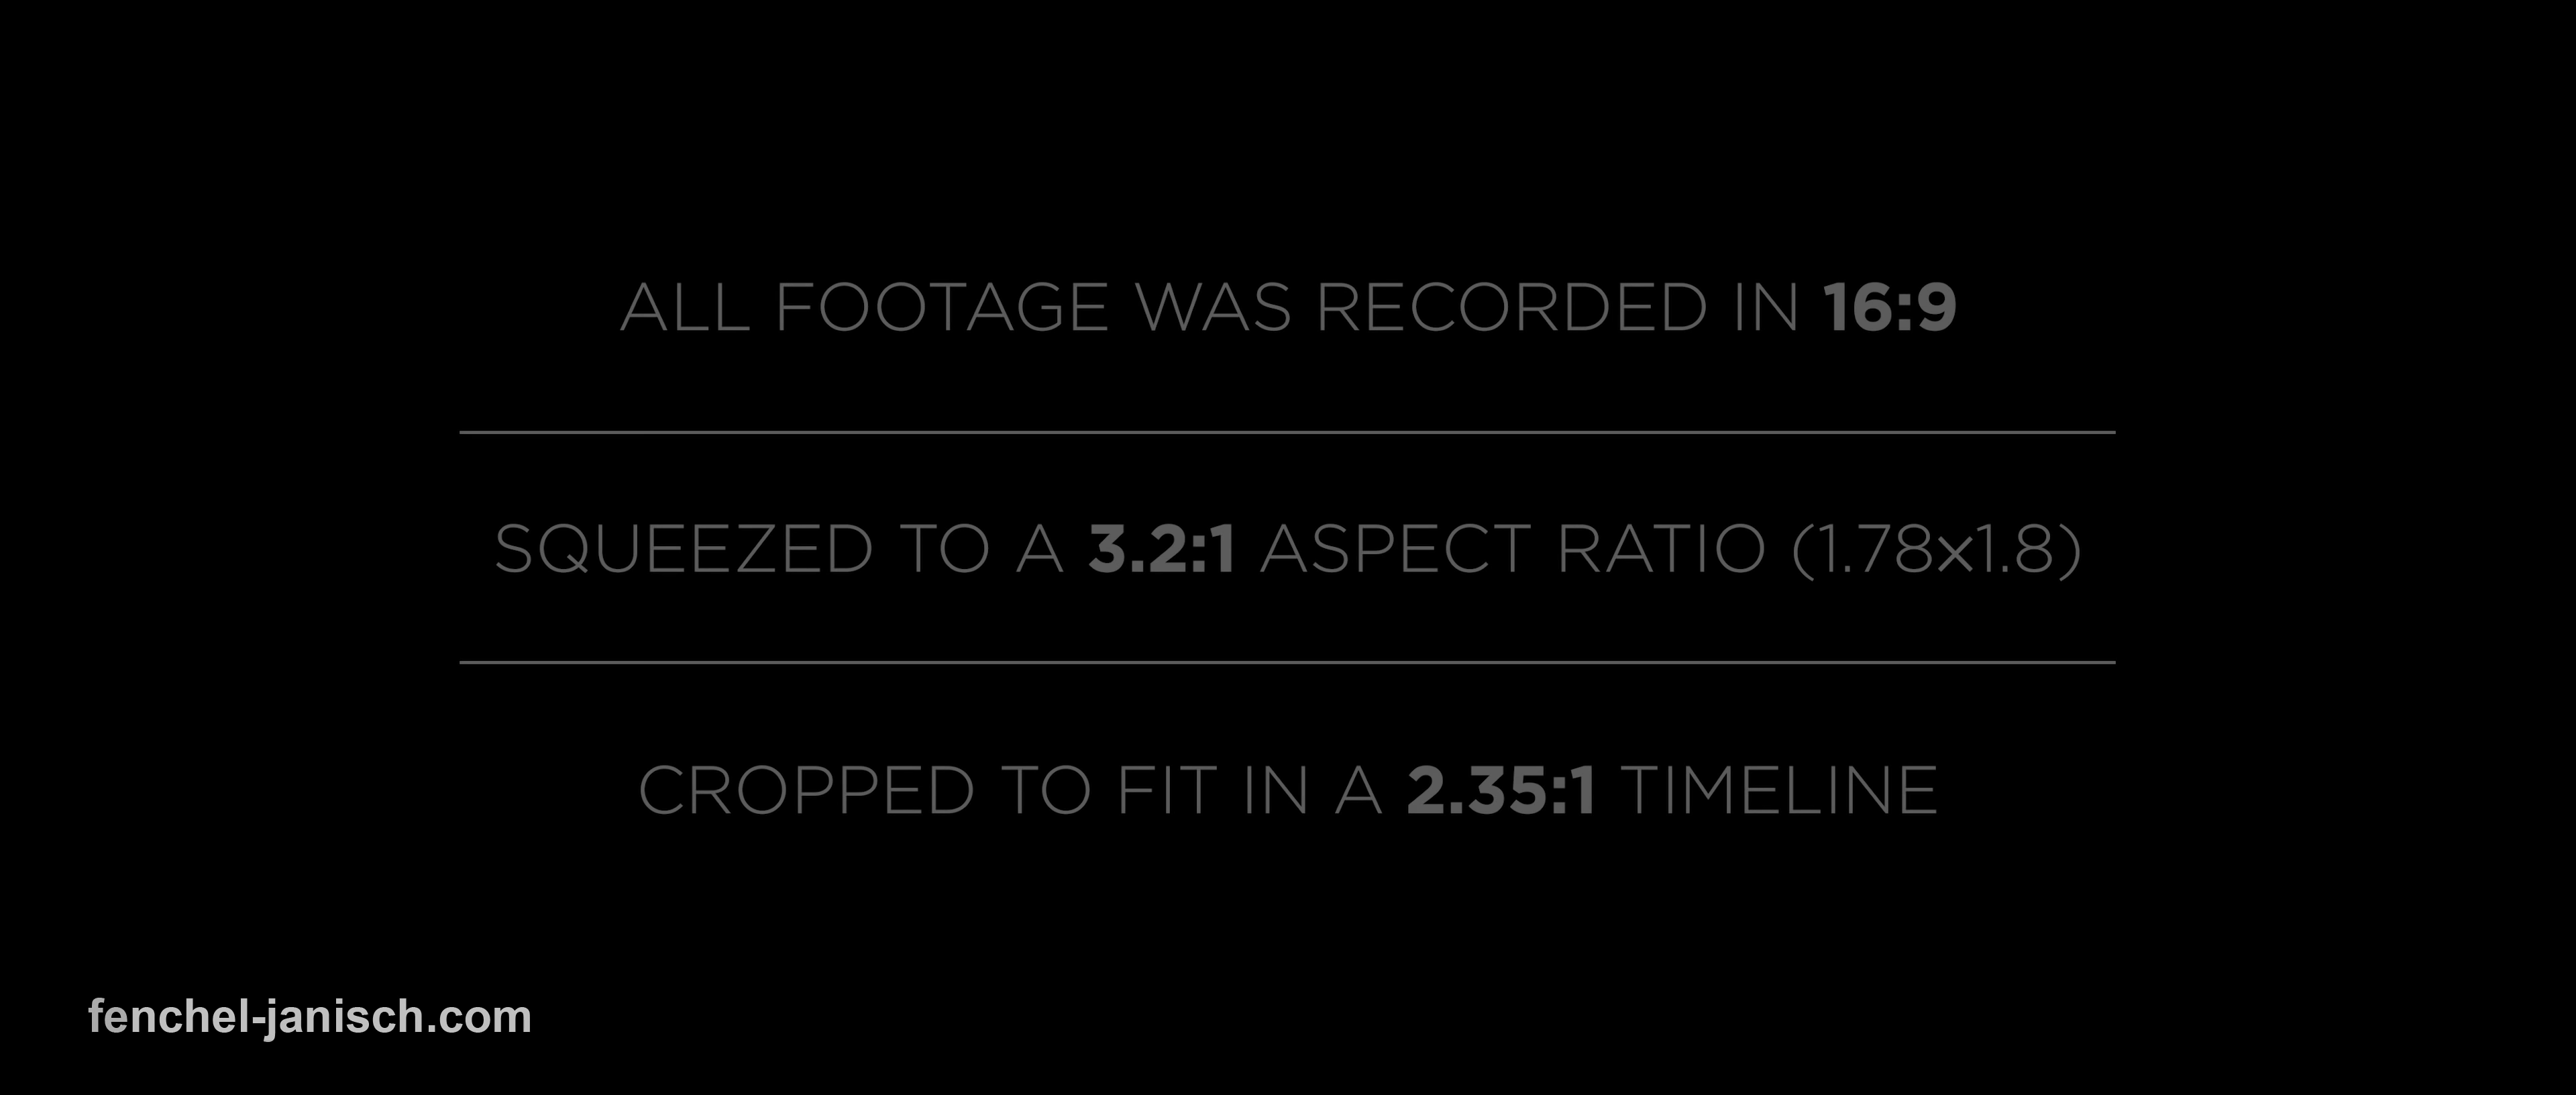 ALL FOOTAGE WAS RECORDED IN 16:9
SQUEEZED TO A 3.2:1 ASPECT RATIO (1.78x1.8)
CROPPED TO FIT IN A 2.35:1 TIMELINE
fenchel-janisch.com